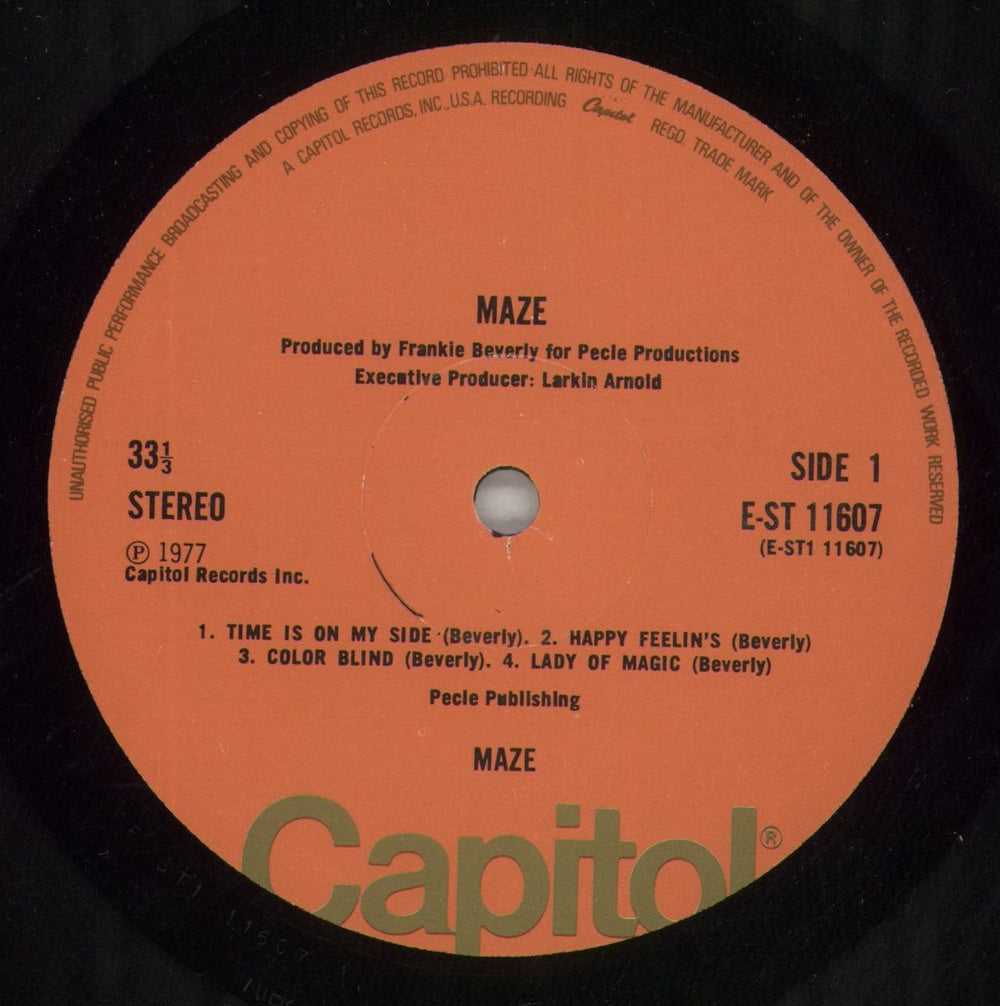 UNAUTHORISED PUBLIC PERFORMANCE BROADCASTING AND COPYING OF THIS RECORD PROHIBITED·ALL RIGHTS OF THE MANUFACTURER AND OF THE OWNER OF THE RECORDED WORK RESERVED
A CAPITOL RECORDS, INC., U.S.A. RECORDING Capitol REGD. TRADE MARK
MAZE
Produced by Frankie Beverly for Pecle Productions
Executive Producer: Larkin Arnold
33⅓
STEREO
℗ 1977
Capitol Records Inc.
SIDE 1
E-ST 11607
(E-ST1 11607)
1. TIME IS ON MY SIDE (Beverly). 2. HAPPY FEELIN'S (Beverly)
3. COLOR BLIND (Beverly). 4. LADY OF MAGIC (Beverly)
Pecle Publishing
MAZE
Capitol®